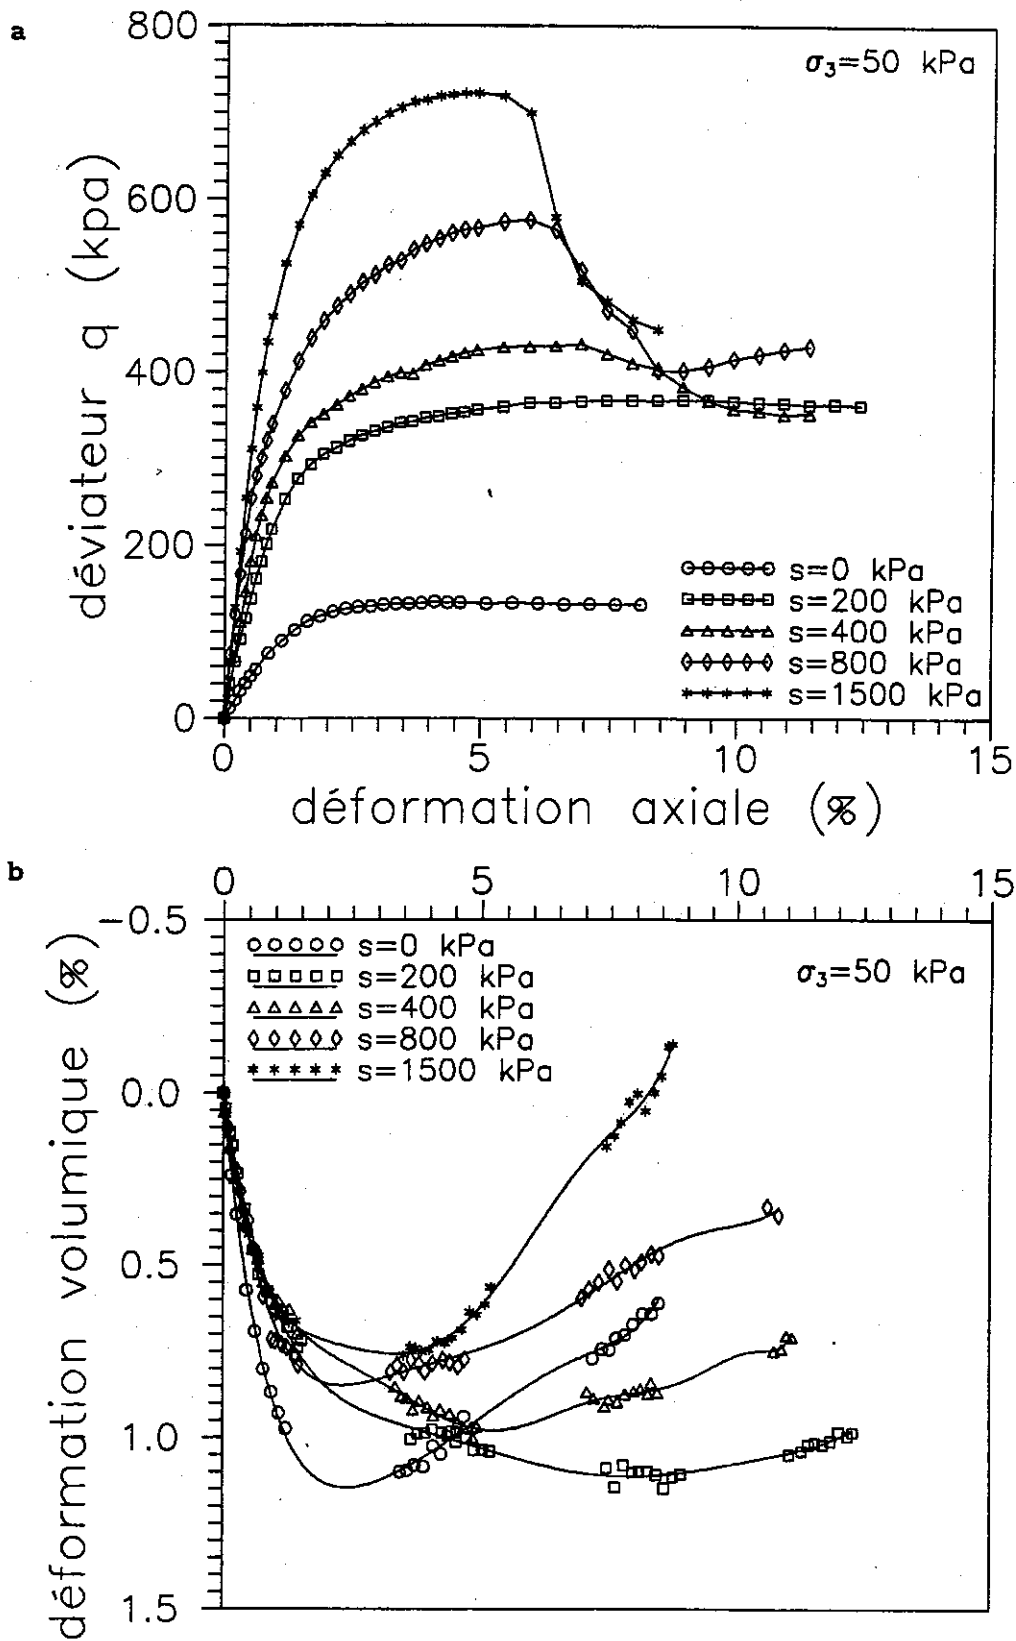 a
800
σ₃=50 kPa
600
400
200
0
déviateur q (kpa)
s=0 kPa
s=200 kPa
s=400 kPa
s=800 kPa
s=1500 kPa
0 5 10 15
déformation axiale (%)
b
0 5 10 15
-0.5
s=0 kPa
s=200 kPa
s=400 kPa
s=800 kPa
s=1500 kPa
σ₃=50 kPa
0.0
0.5
1.0
1.5
déformation volumique (%)